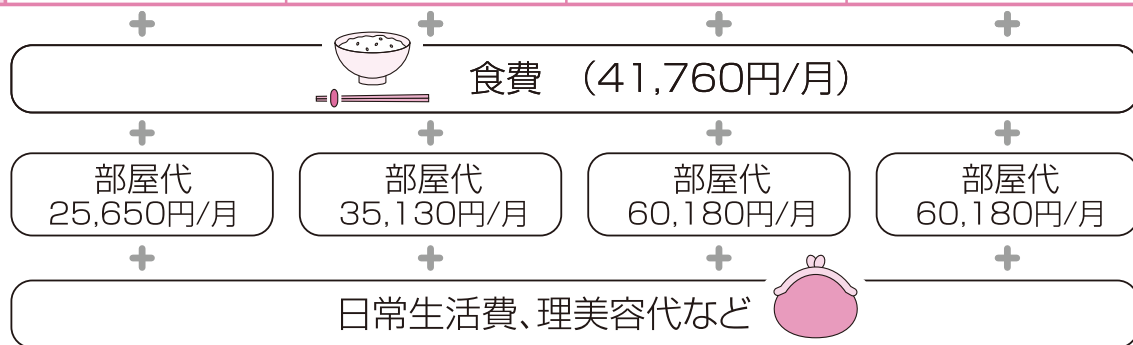 食費　（41,760円/月）
部屋代
25,650円/月
部屋代
35,130円/月
部屋代
60,180円/月
部屋代
60,180円/月
日常生活費、理美容代など